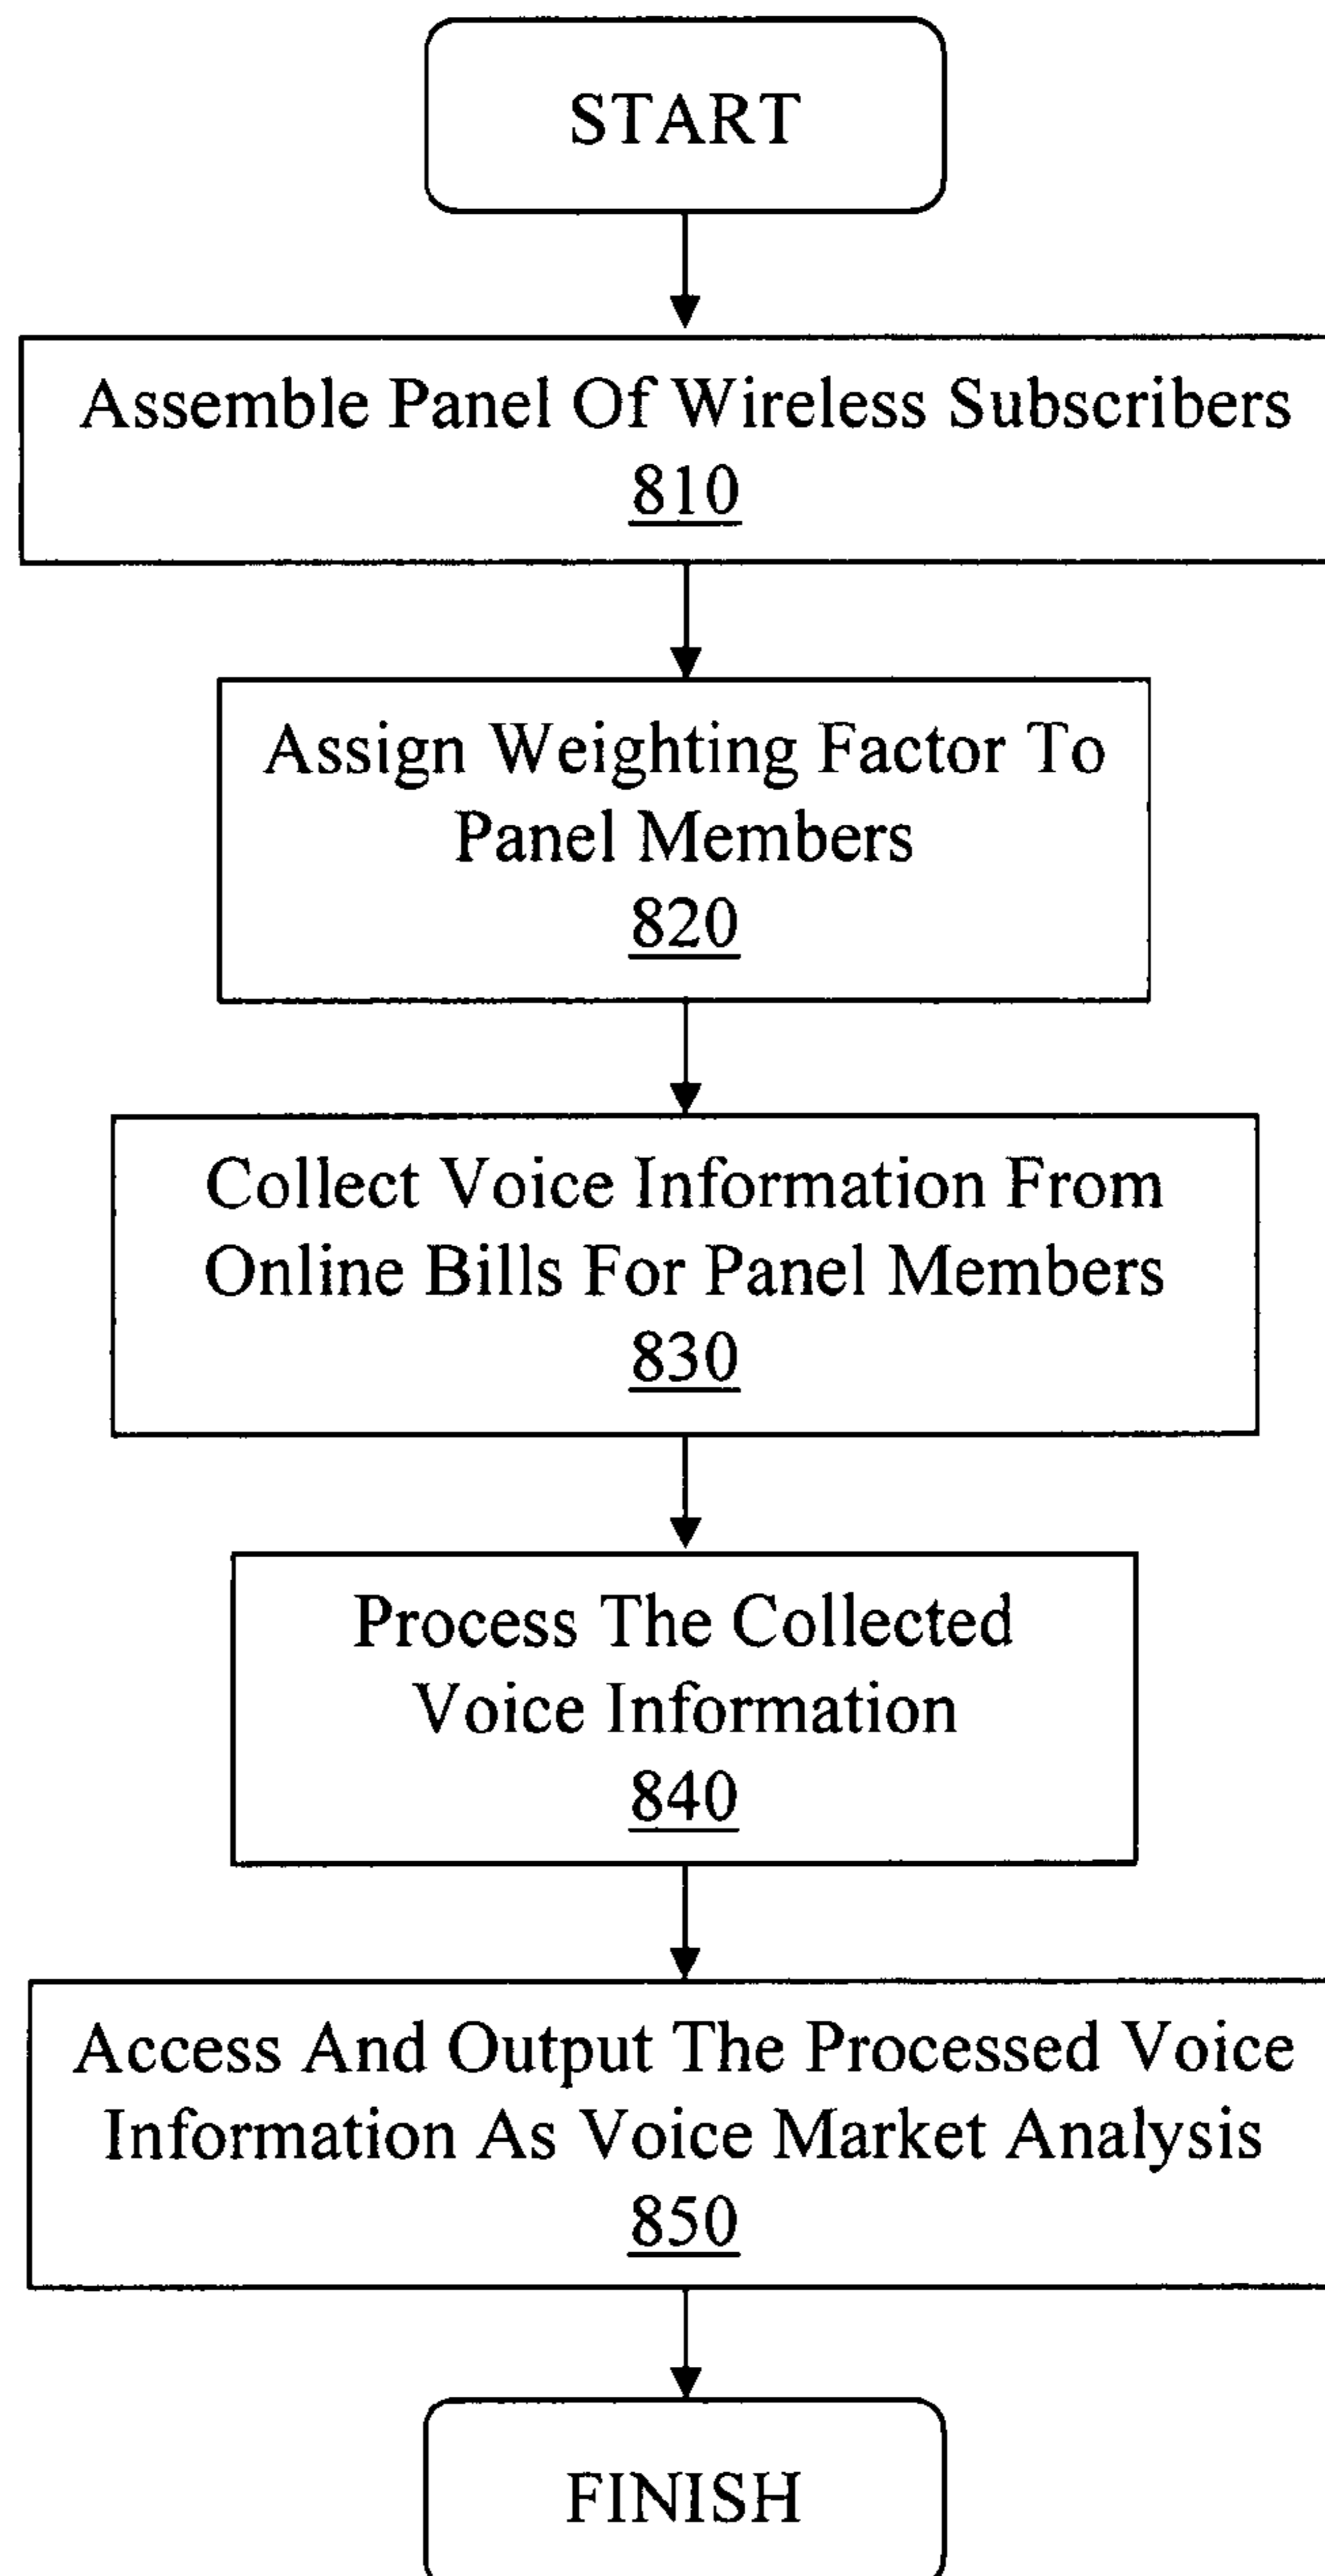 START
Assemble Panel Of Wireless Subscribers
810
Assign Weighting Factor To
Panel Members
820
Collect Voice Information From
Online Bills For Panel Members
830
Process The Collected
Voice Information
840
Access And Output The Processed Voice
Information As Voice Market Analysis
850
FINISH